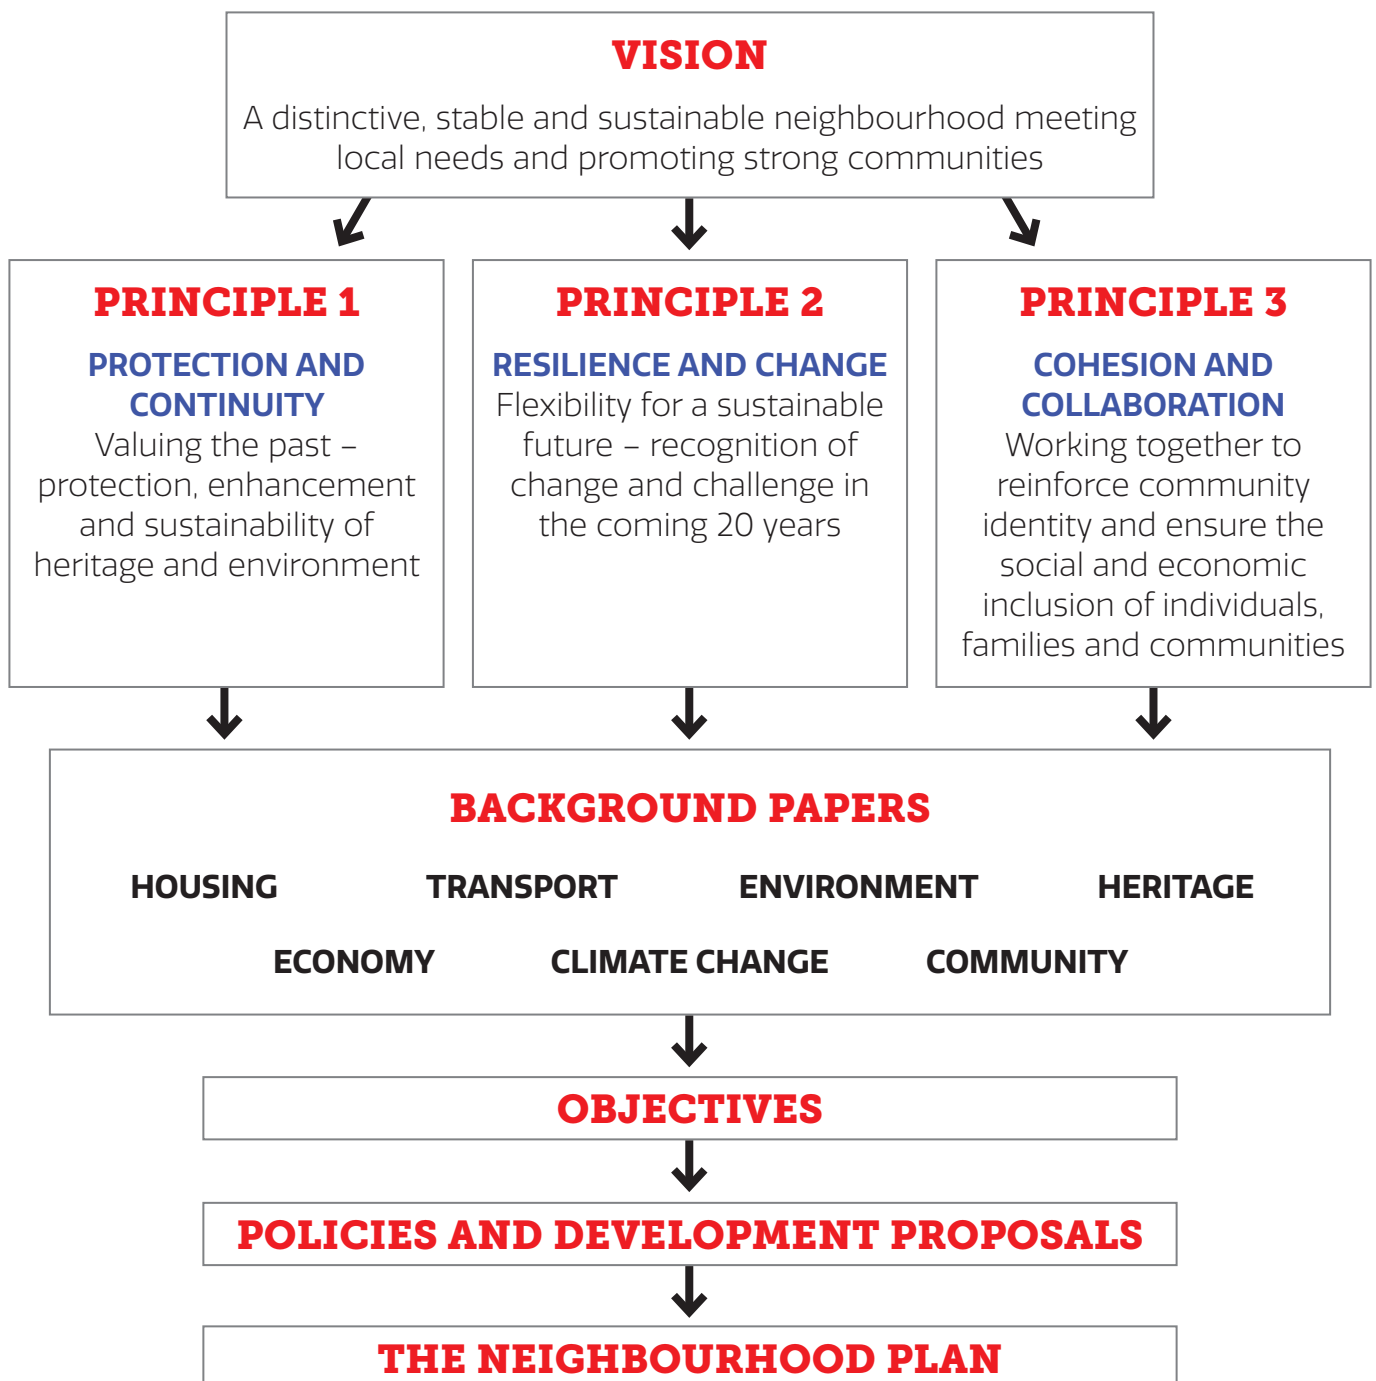 VISION
A distinctive, stable and sustainable neighbourhood meeting
local needs and promoting strong communities
PRINCIPLE 1
PROTECTION AND
CONTINUITY
Valuing the past –
protection, enhancement
and sustainability of
heritage and environment
PRINCIPLE 2
RESILIENCE AND CHANGE
Flexibility for a sustainable
future – recognition of
change and challenge in
the coming 20 years
PRINCIPLE 3
COHESION AND
COLLABORATION
Working together to
reinforce community
identity and ensure the
social and economic
inclusion of individuals,
families and communities
BACKGROUND PAPERS
HOUSING TRANSPORT ENVIRONMENT HERITAGE
ECONOMY CLIMATE CHANGE COMMUNITY
OBJECTIVES
POLICIES AND DEVELOPMENT PROPOSALS
THE NEIGHBOURHOOD PLAN